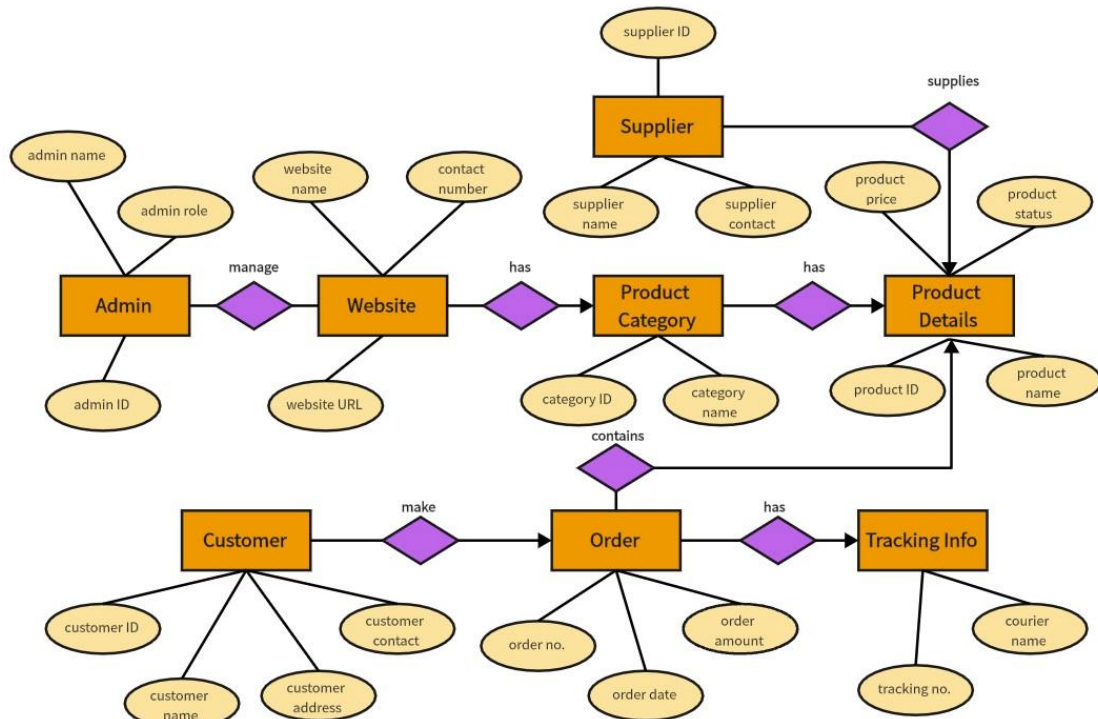 supplier ID
supplies
Supplier
admin name
website
name
contact
number
product
price
product
status
admin role
supplier
name
supplier
contact
manage
has
has
Admin
Website
Product
Category
Product
Details
admin ID
website URL
category ID
category
name
product ID
product
name
contains
make
has
Customer
Order
Tracking Info
customer ID
customer
contact
order no.
order
amount
courier
name
customer
name
customer
address
order date
tracking no.